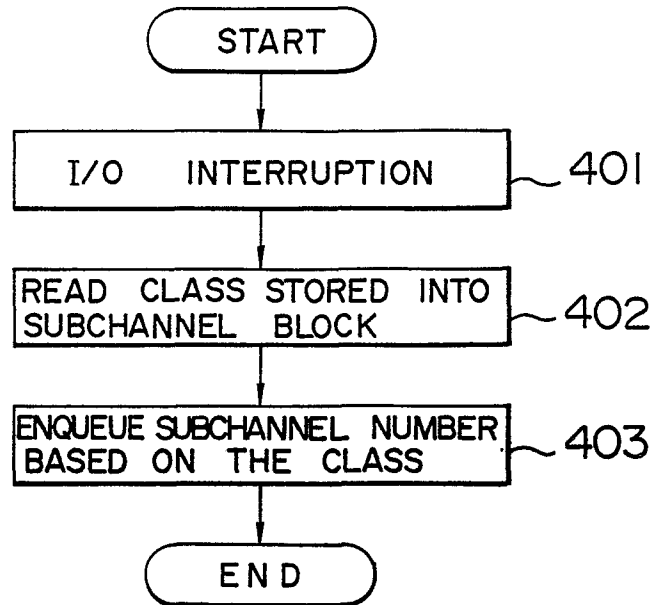 START
I/O INTERRUPTION
401
READ CLASS STORED INTO
SUBCHANNEL BLOCK
402
ENQUEUE SUBCHANNEL NUMBER
BASED ON THE CLASS
403
END